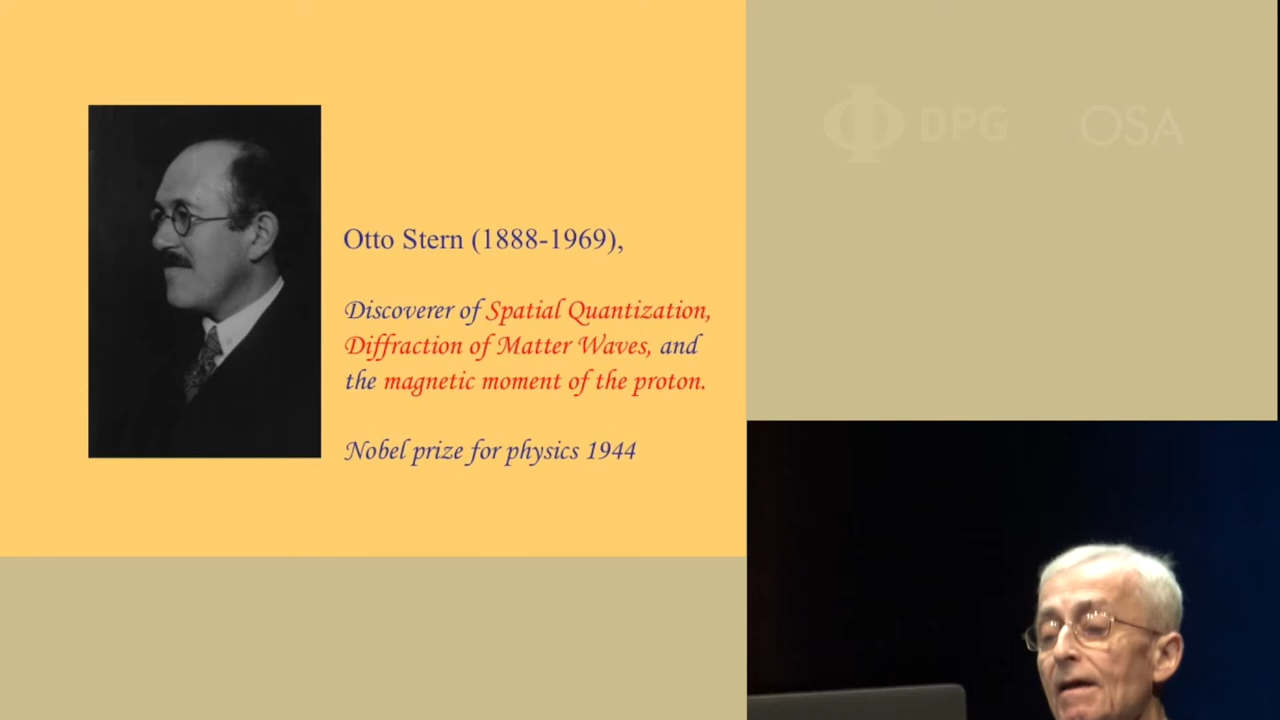 DPG OSA
Otto Stern (1888-1969),
Discoverer of Spatial Quantization,
Diffraction of Matter Waves, and
the magnetic moment of the proton.
Nobel prize for physics 1944